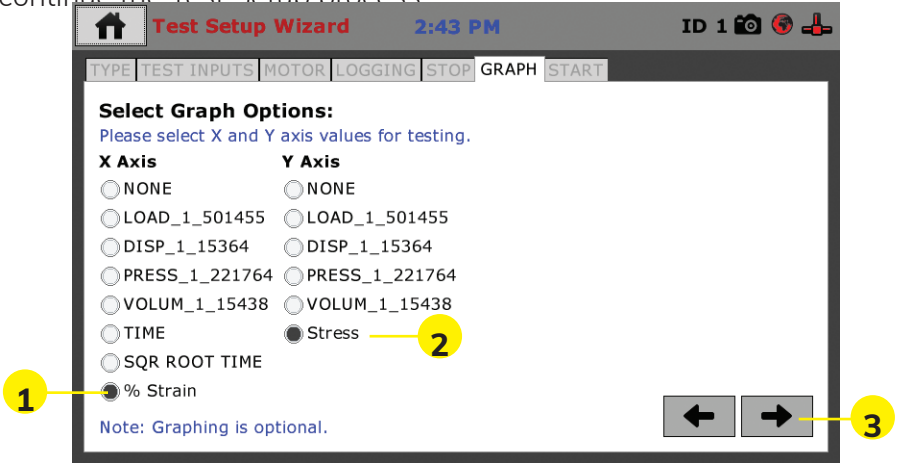 Test Setup Wizard 2:43 PM ID 1
TYPE TEST INPUTS MOTOR LOGGING STOP GRAPH START
Select Graph Options:
Please select X and Y axis values for testing.
X Axis Y Axis
NONE NONE
LOAD_1_501455 LOAD_1_501455
DISP_1_15364 DISP_1_15364
PRESS_1_221764 PRESS_1_221764
VOLUM_1_15438 VOLUM_1_15438
TIME Stress 2
SQR ROOT TIME
1 % Strain
Note: Graphing is optional. 3